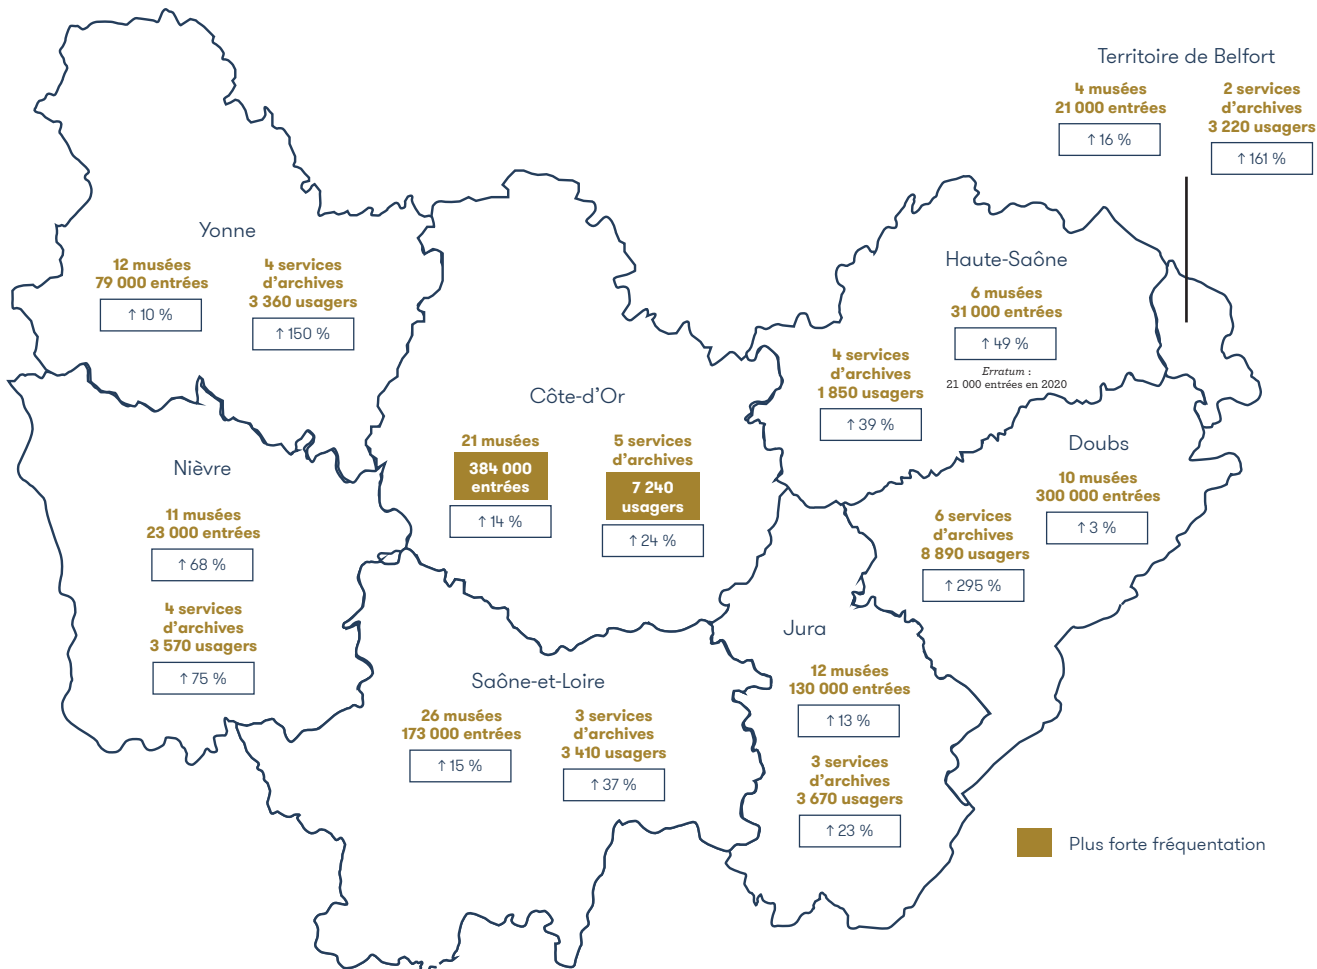 Territoire de Belfort
4 musées
21 000 entrées
↑ 16 %
2 services
d'archives
3 220 usagers
↑ 161 %
Yonne
12 musées
79 000 entrées
↑ 10 %
4 services
d'archives
3 360 usagers
↑ 150 %
Haute-Saône
6 musées
31 000 entrées
↑ 49 %
Erratum :
21 000 entrées en 2020
4 services
d'archives
1 850 usagers
↑ 39 %
Côte-d'Or
21 musées
384 000
entrées
↑ 14 %
5 services
d'archives
7 240
usagers
↑ 24 %
Doubs
10 musées
300 000 entrées
↑ 3 %
6 services
d'archives
8 890 usagers
↑ 295 %
Nièvre
11 musées
23 000 entrées
↑ 68 %
4 services
d'archives
3 570 usagers
↑ 75 %
Jura
12 musées
130 000 entrées
↑ 13 %
3 services
d'archives
3 670 usagers
↑ 23 %
Saône-et-Loire
26 musées
173 000 entrées
↑ 15 %
3 services
d'archives
3 410 usagers
↑ 37 %
Plus forte fréquentation